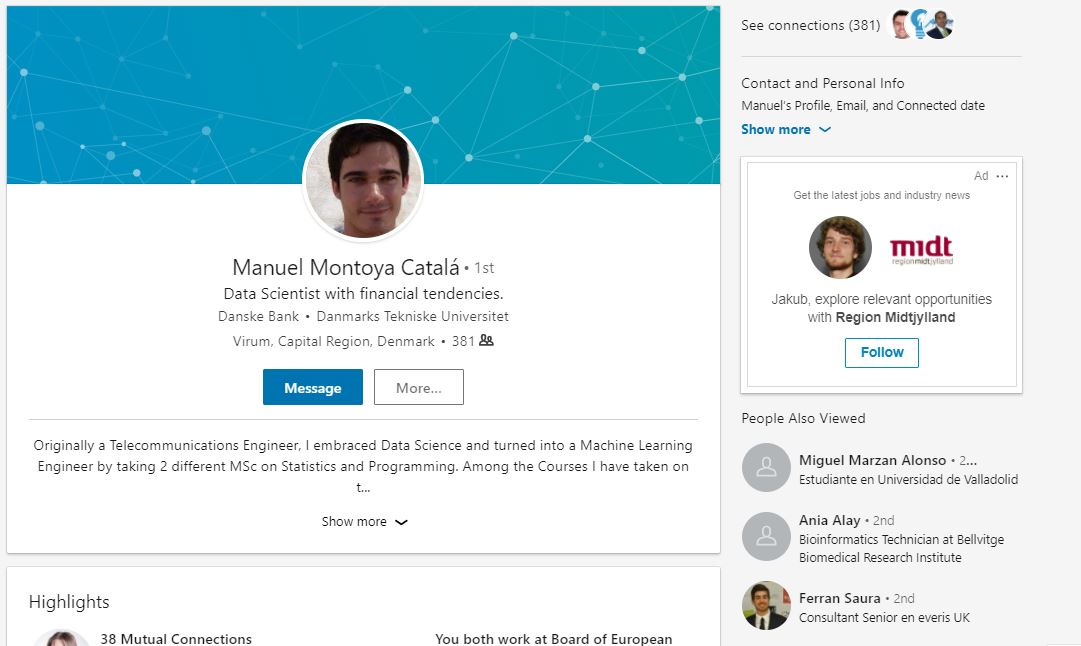 Manuel Montoya Catalá • 1st
Data Scientist with financial tendencies.
Danske Bank • Danmarks Tekniske Universitet
Virum, Capital Region, Denmark • 381
Message
More...
Originally a Telecommunications Engineer, I embraced Data Science and turned into a Machine Learning
Engineer by taking 2 different MSc on Statistics and Programming. Among the Courses I have taken on
t...
Show more
Highlights
38 Mutual Connections
You both work at Board of European
See connections (381)
Contact and Personal Info
Manuel's Profile, Email, and Connected date
Show more
Ad ...
Get the latest jobs and industry news
midt
regionmidtjylland
Jakub, explore relevant opportunities
with Region Midtjylland
Follow
People Also Viewed
Miguel Marzan Alonso • 2...
Estudiante en Universidad de Valladolid
Ania Alay • 2nd
Bioinformatics Technician at Bellvitge
Biomedical Research Institute
Ferran Saura • 2nd
Consultant Senior en everis UK